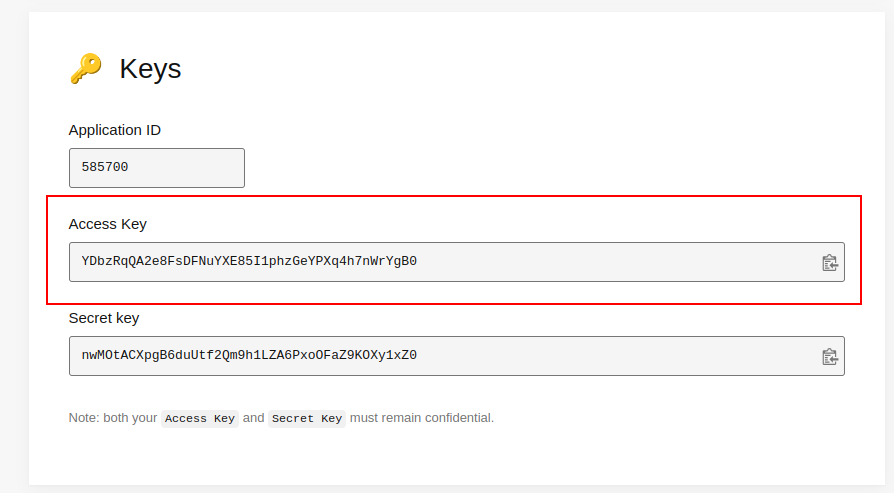 🔑 Keys
Application ID
585700
Access Key
YDbzRqQA2e8FsDFNuYXE85I1phzGeYPXq4h7nWrYgB0
Secret key
nwMOtACXpgB6duUtf2Qm9h1LZA6PxoOFaZ9KOXy1xZ0
Note: both your Access Key and Secret Key must remain confidential.